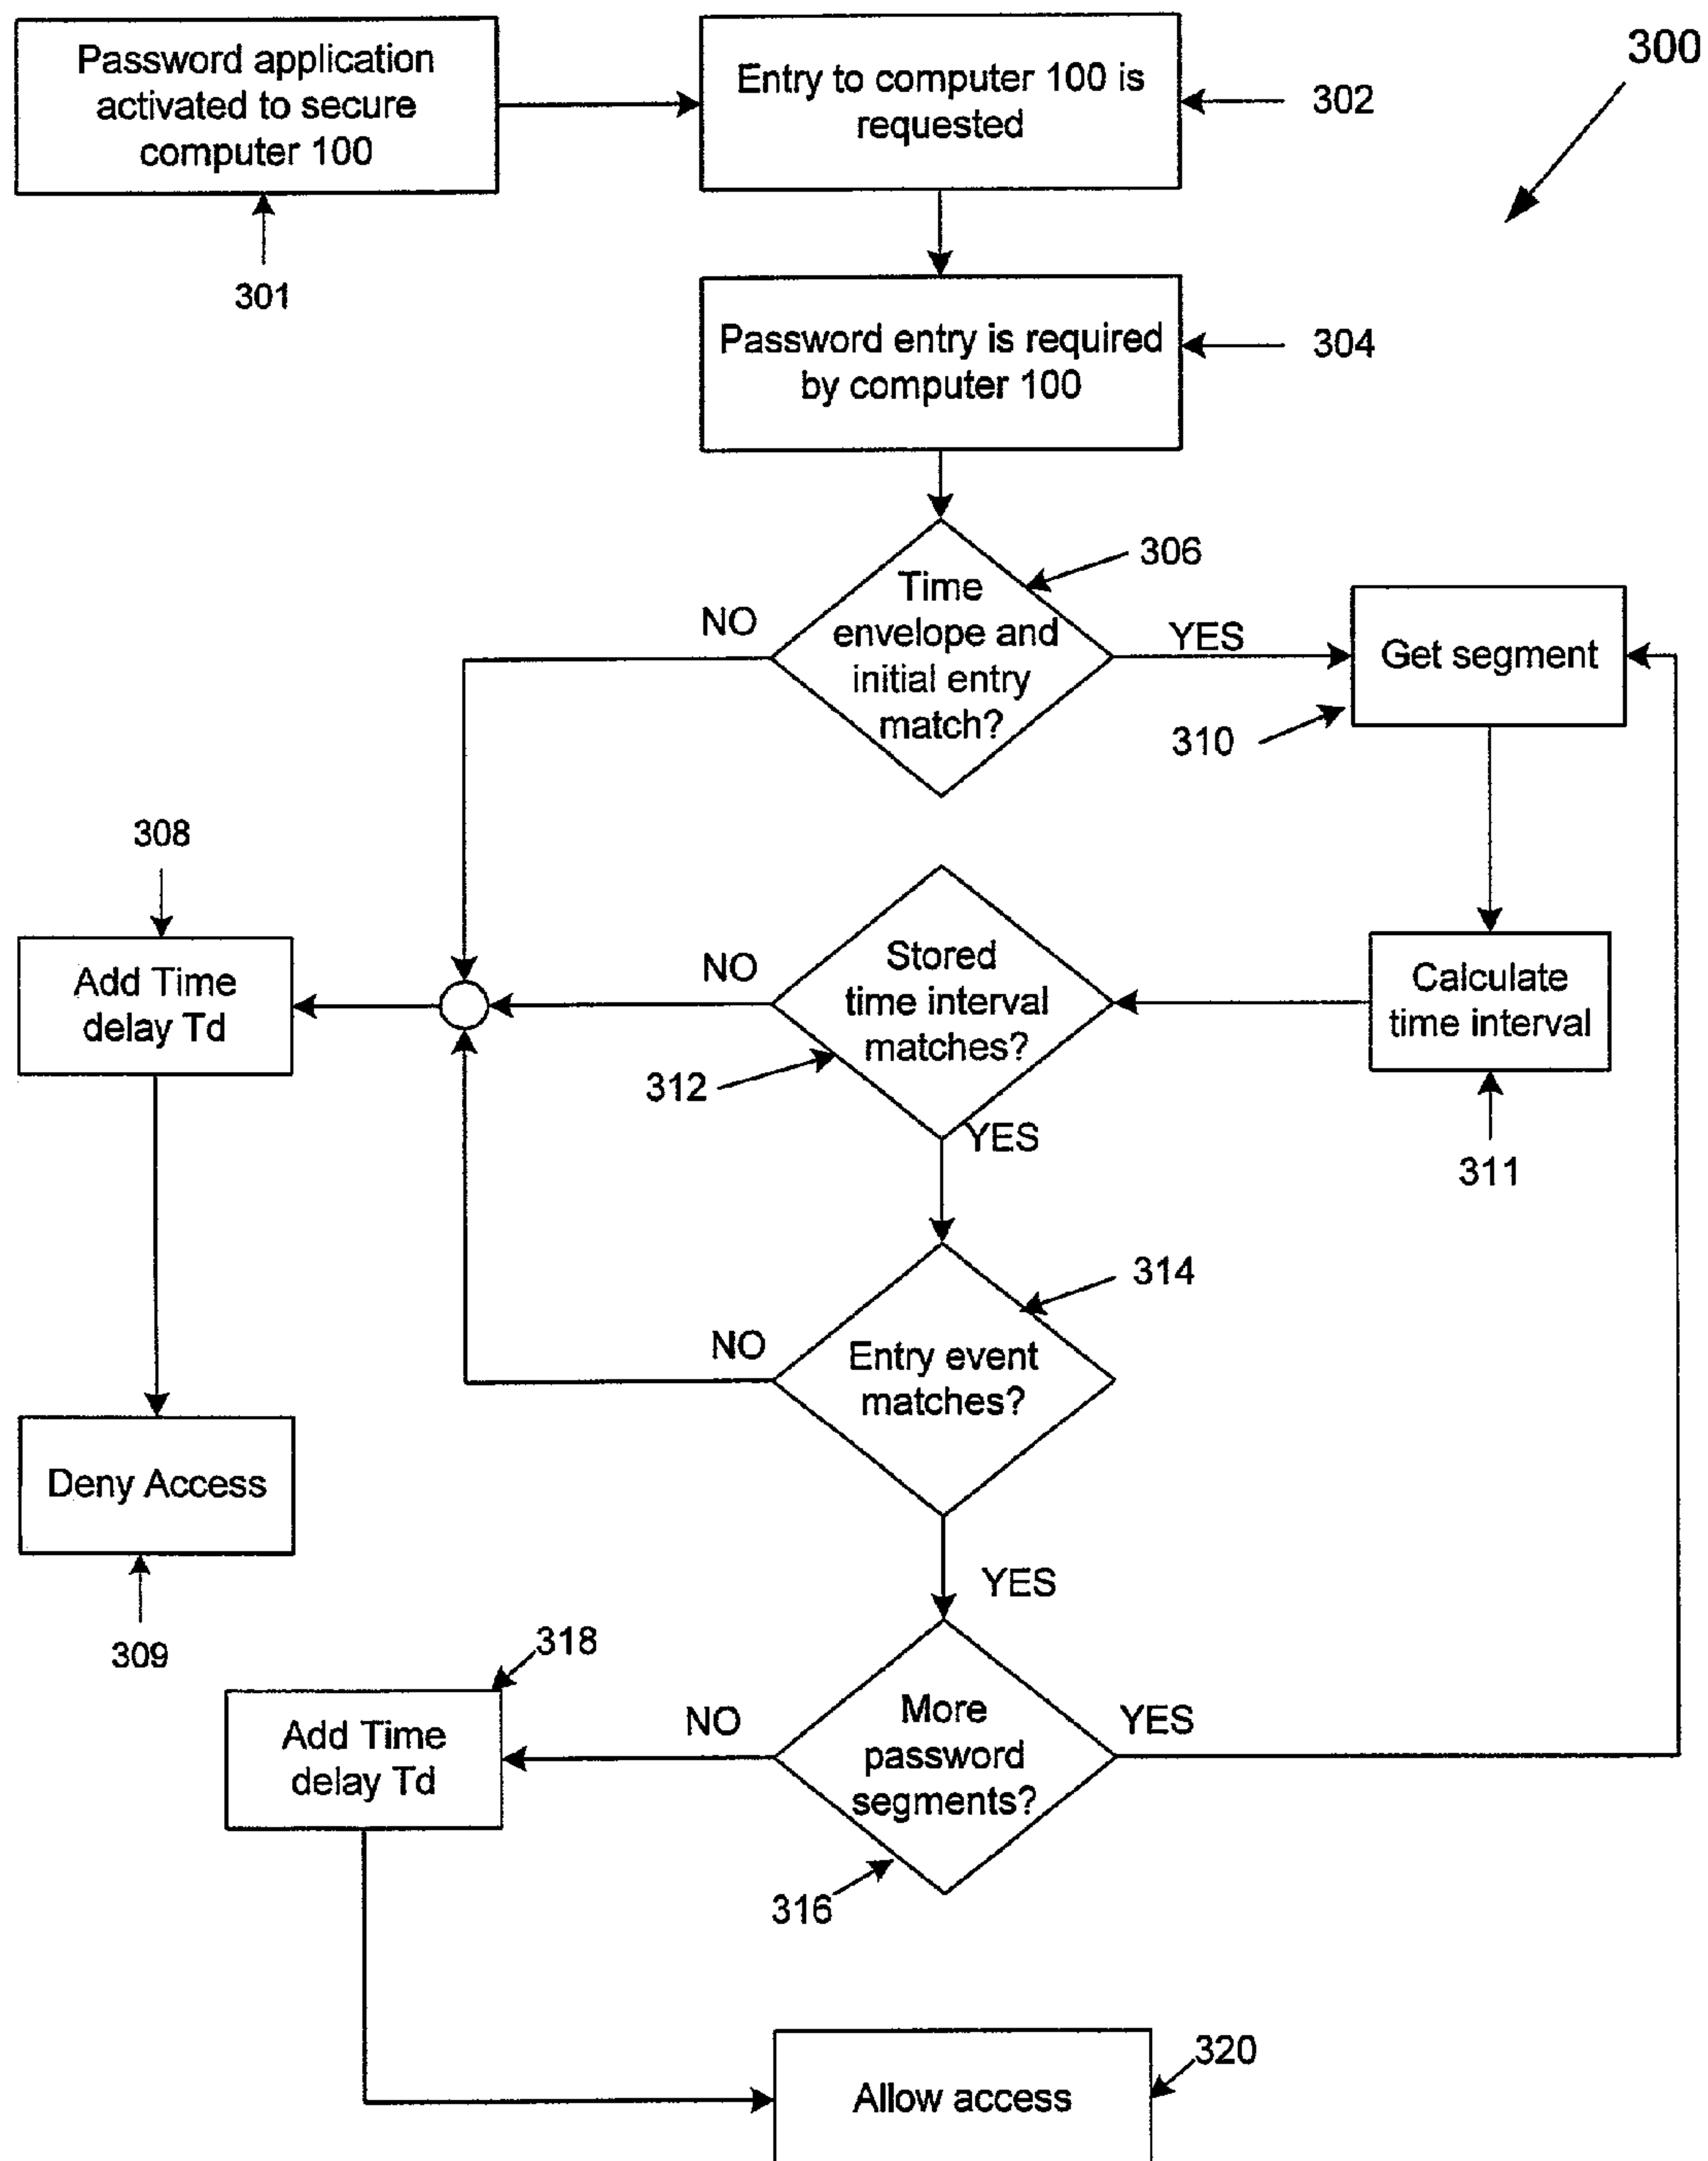 Password application
activated to secure
computer 100
301
Entry to computer 100 is
requested
302
300
Password entry is required
by computer 100
304
Time
envelope and
initial entry
match?
306
NO
YES
Get segment
310
308
Add Time
delay Td
NO
Stored
time interval
matches?
312
YES
Calculate
time interval
311
Entry event
matches?
314
NO
YES
Deny Access
309
318
Add Time
delay Td
NO
More
password
segments?
YES
316
Allow access
320